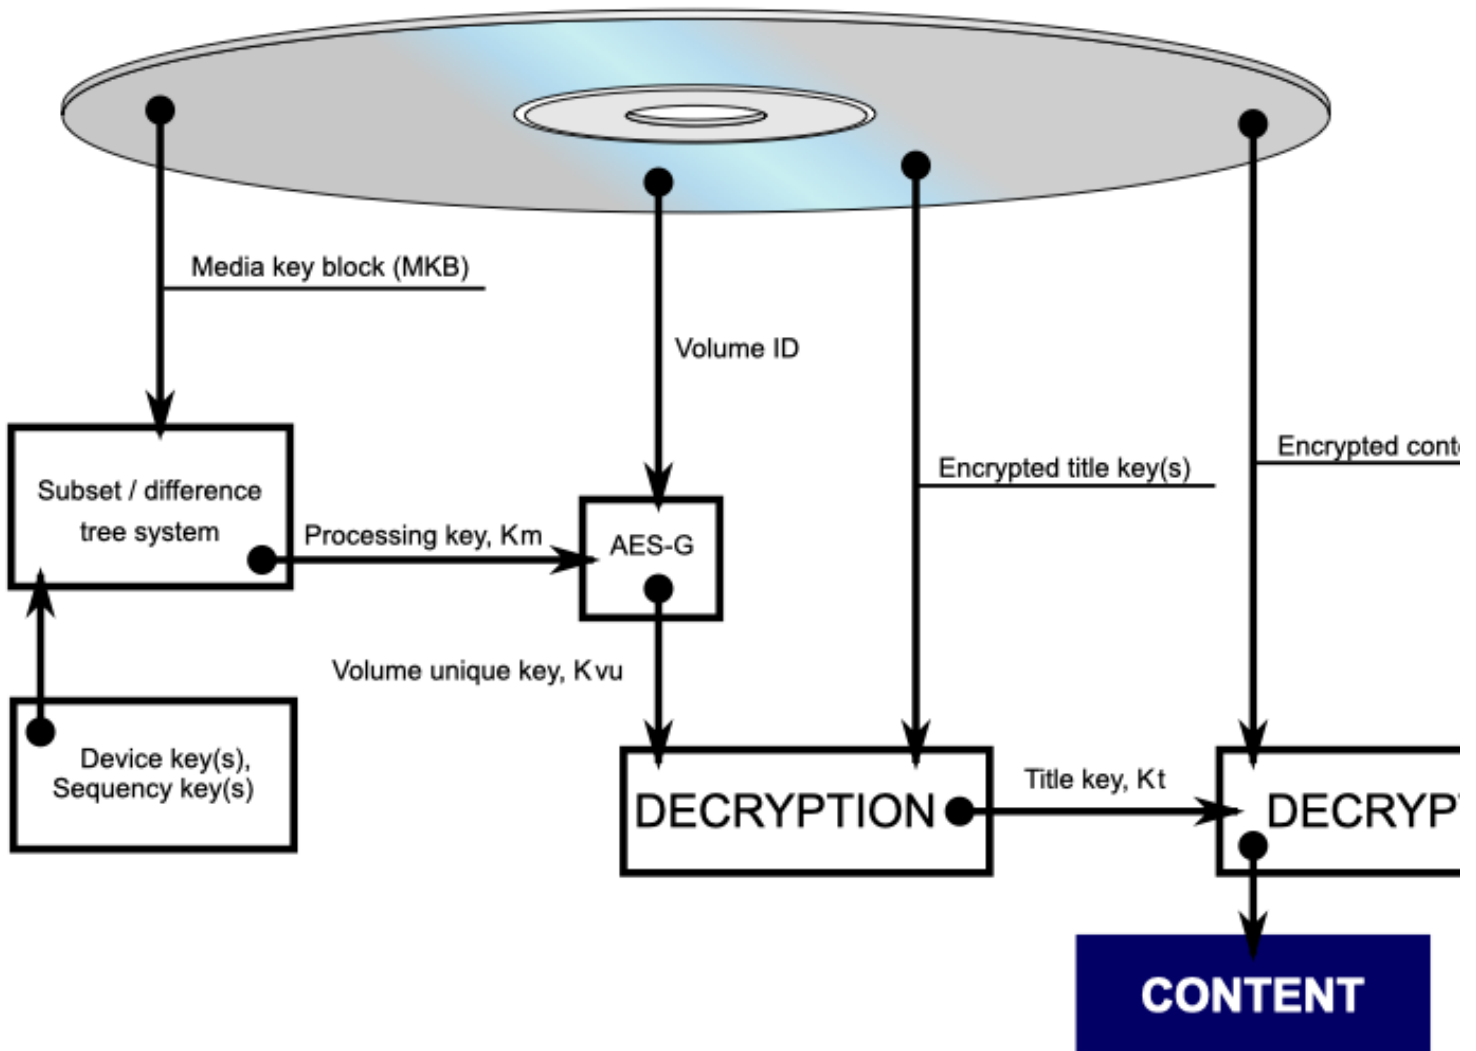 Media key block (MKB)
Volume ID
Encrypted title key(s)
Encrypted
Subset / difference
tree system
Processing key, Km
AES-G
Volume unique key, Kvu
Device key(s),
Sequency key(s)
DECRYPTION
Title key, Kt
CONTENT